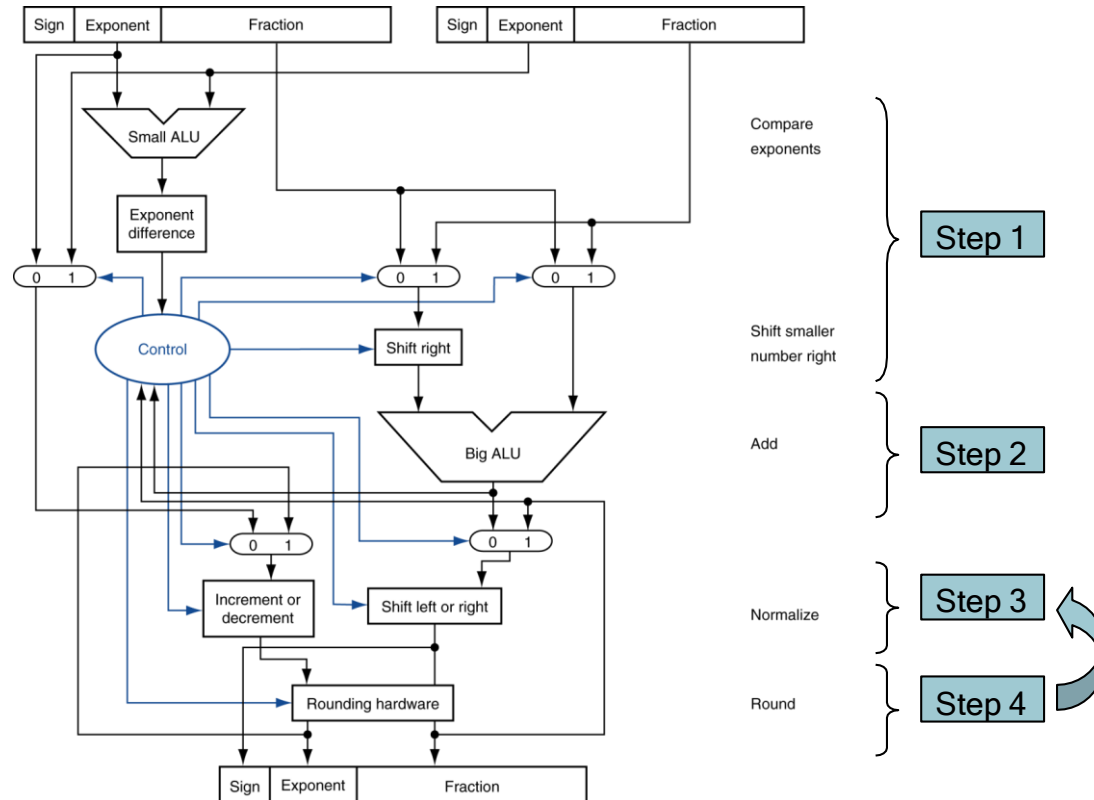 Sign Exponent Fraction
Sign Exponent Fraction
Small ALU
Compare
exponents
Exponent
difference
Step 1
0 1
0 1
0 1
Control
Shift right
Shift smaller
number right
Big ALU
Add
Step 2
0 1
0 1
Increment or
decrement
Shift left or right
Normalize
Step 3
Rounding hardware
Round
Step 4
Sign Exponent Fraction